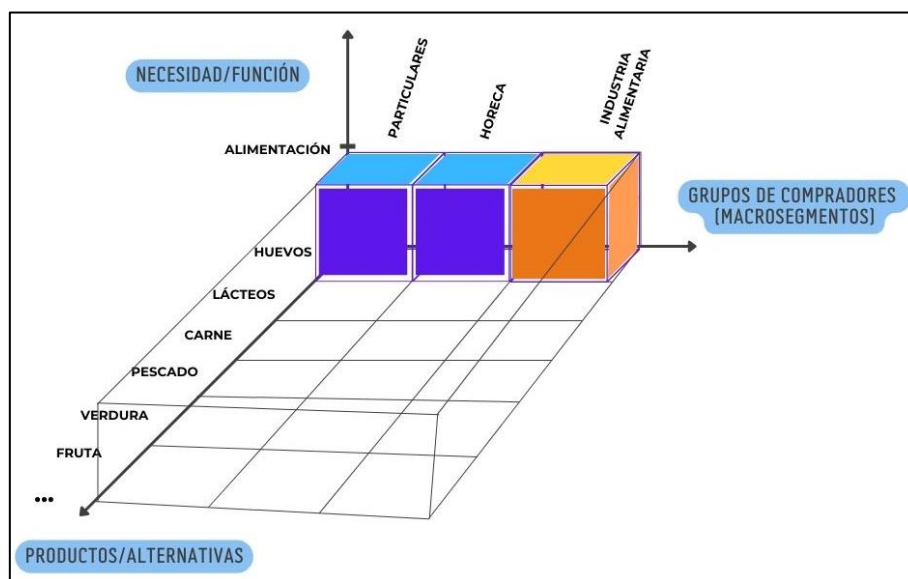 NECESIDAD/FUNCIÓN
PARTICULARES
HORECA
INDUSTRIA
ALIMENTARIA
ALIMENTACIÓN
GRUPOS DE COMPRADORES
(MACROSEGMENTOS)
HUEVOS
LÁCTEOS
CARNE
PESCADO
VERDURA
FRUTA
...
PRODUCTOS/ALTERNATIVAS